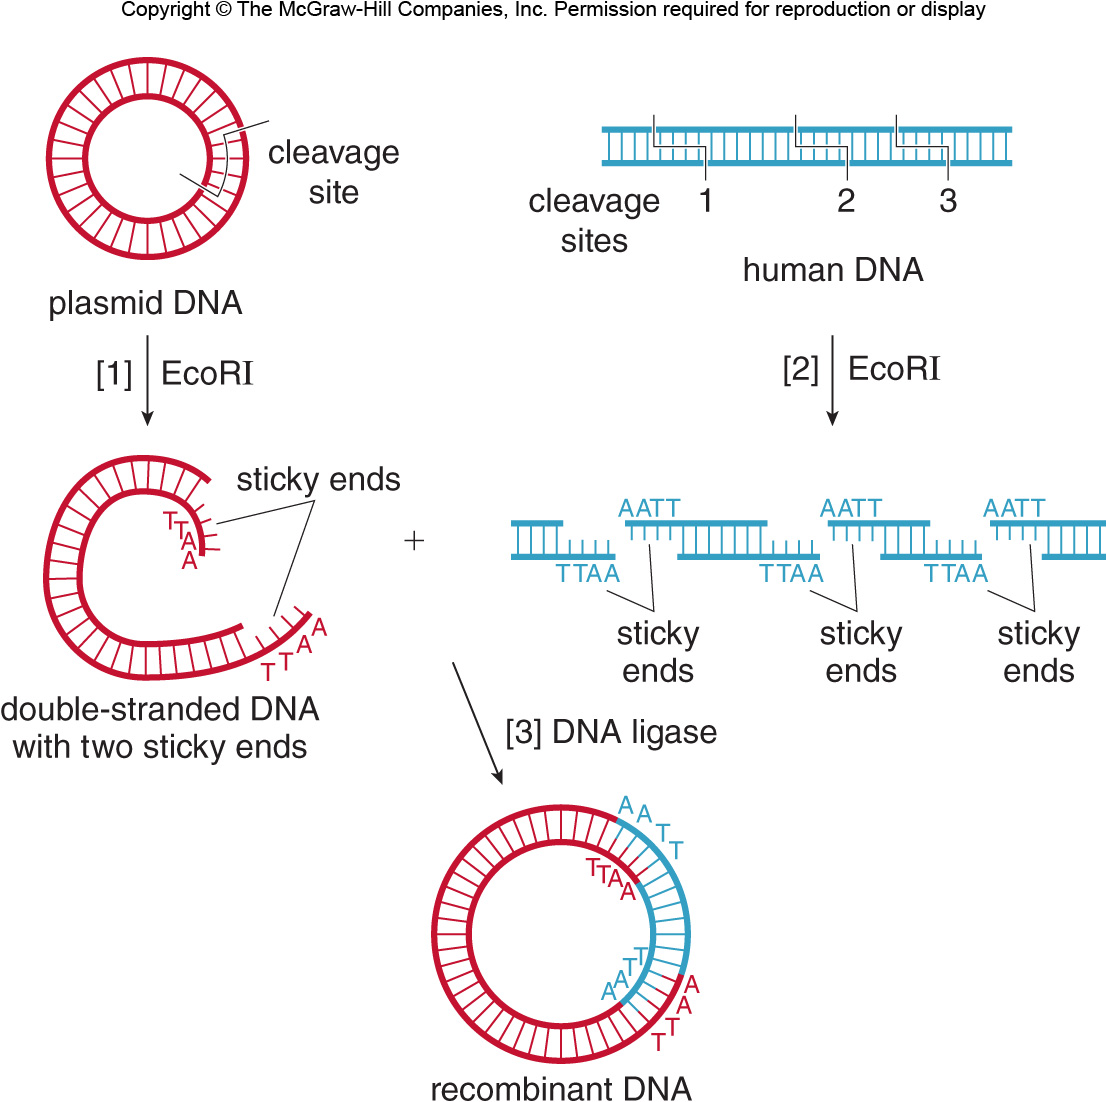 Copyright © The McGraw-Hill Companies, Inc. Permission required for reproduction or display
cleavage
site
plasmid DNA
cleavage
sites
1
2
3
human DNA
[1]
EcoRI
[2]
EcoRI
sticky ends
TTAA
TTAA
double-stranded DNA
with two sticky ends
+
AATT
AATT
AATT
TTAA
TTAA
TTAA
sticky
ends
sticky
ends
sticky
ends
[3] DNA ligase
AATT
TTAA
AATT
TTAA
recombinant DNA